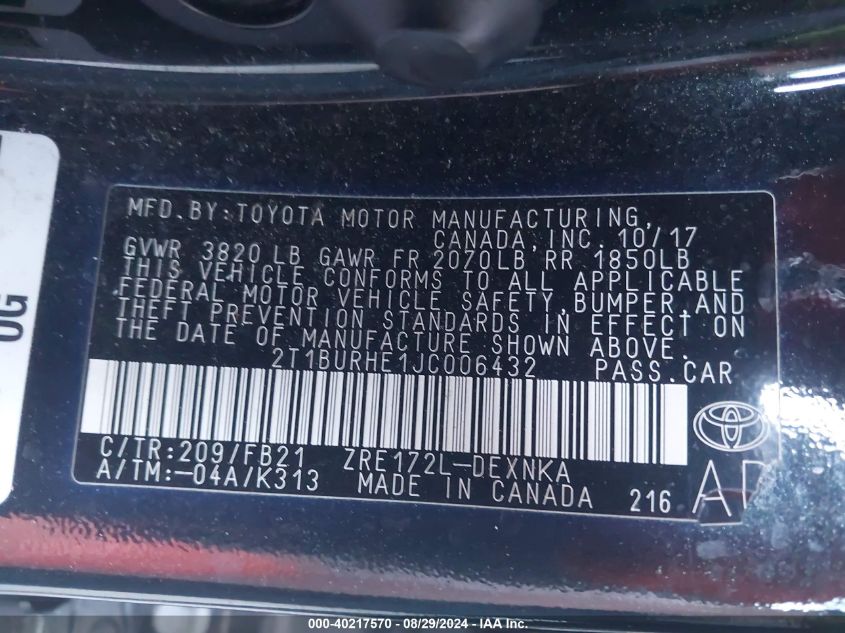 MFD.BY:TOYOTA MOTOR MANUFACTURING,
CANADA,INC. 10/17
GVWR 3820 LB GAWR FR 2070LB RR 1850LB
THIS VEHICLE CONFORMS TO ALL APPLICABLE
FEDERAL MOTOR VEHICLE SAFETY,BUMPER,AND
THEFT PREVENTION STANDARDS IN EFFECT ON
THE DATE OF MANUFACTURE SHOWN ABOVE.
2T1BURHE1JC006432 PASS.CAR
C/TR:209/FB21 ZRE172L-DEXNKA
A/TM:-04A/K313 MADE IN CANADA 216
OG
000-40217570 - 08/29/2024 - IAA Inc.